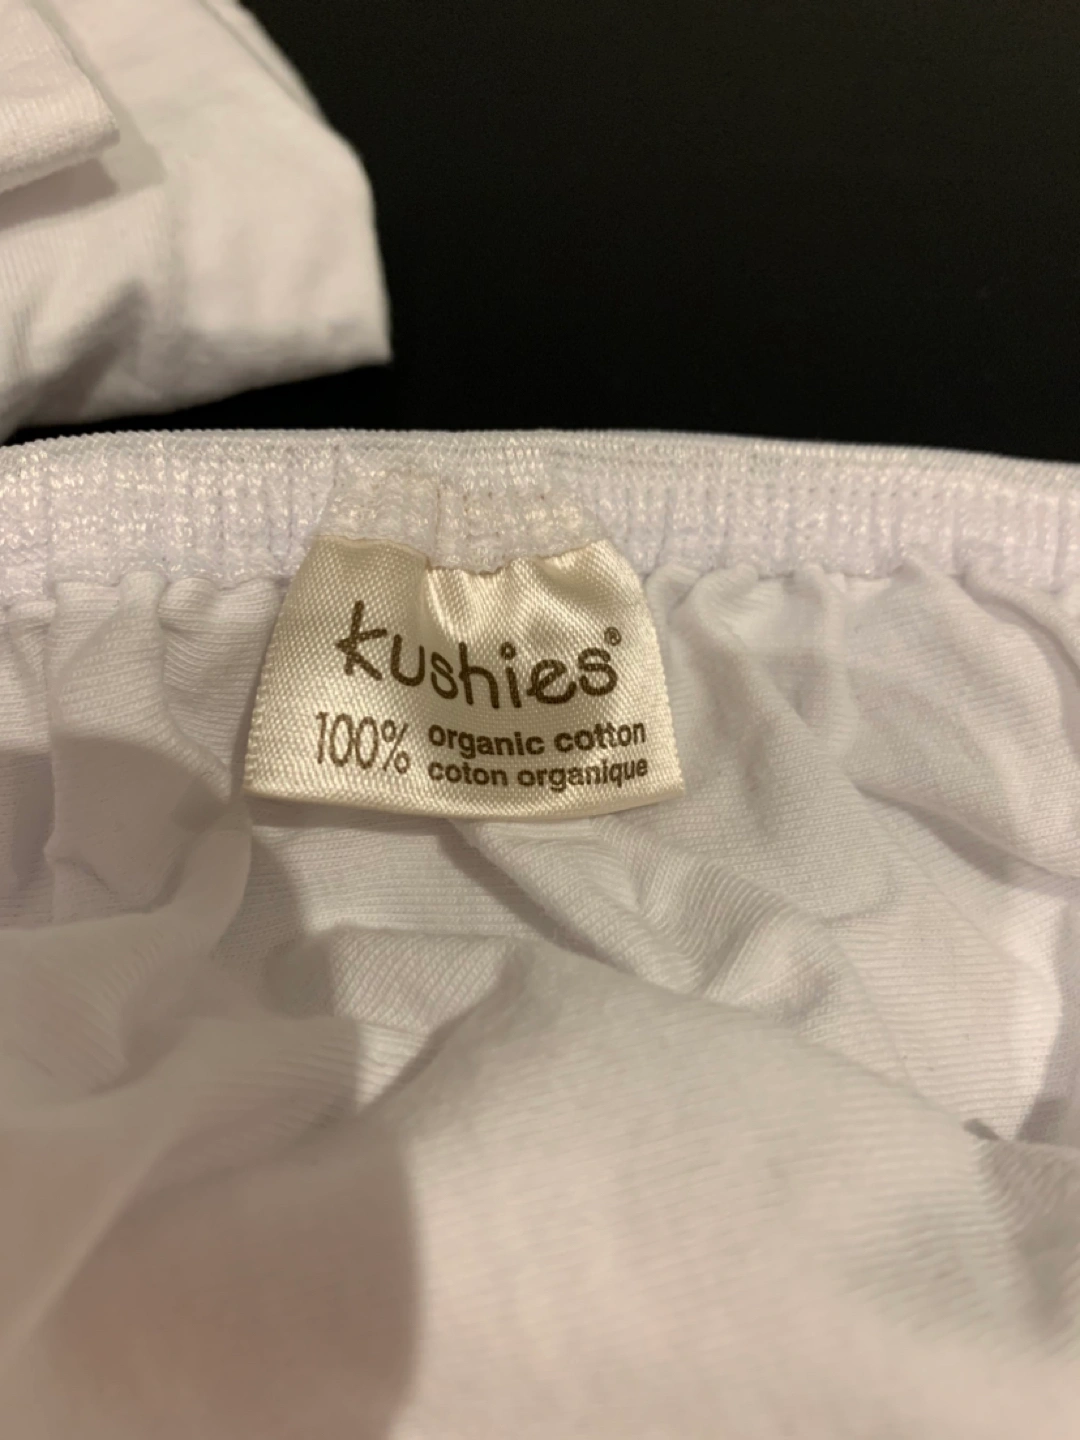 kushies®
100% organic cotton
coton organique